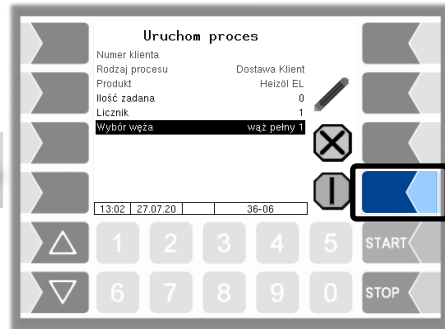 Uruchom proces
Numer klienta
Rodzaj procesu Dostawa Klient
Produkt Heizöl EL
Ilość zadana 0
Licznik 1
Wybór węża wąż pełny 1
13:02 27.07.20 36-06
1 2 3 4 5 START
6 7 8 9 0 STOP